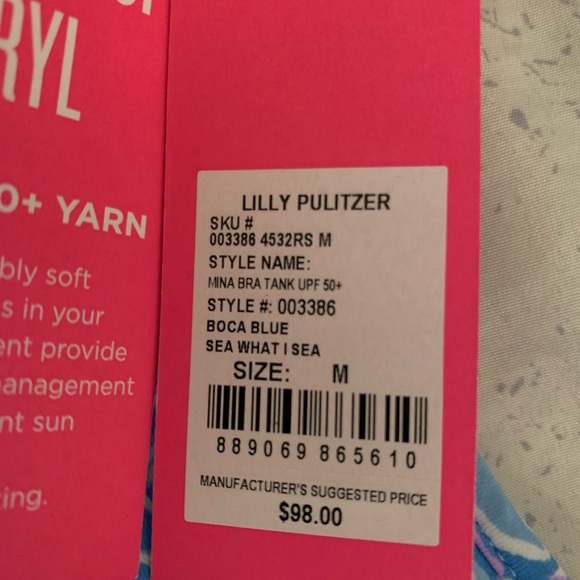 RYL
0+ YARN
bly soft
s in your
ent provide
anagement
nt sun
ing.
LILLY PULITZER
SKU #
003386 4532RS M
STYLE NAME:
MINA BRA TANK UPF 50+
STYLE #: 003386
BOCA BLUE
SEA WHAT I SEA
SIZE: M
889069 865610
MANUFACTURER'S SUGGESTED PRICE
$98.00